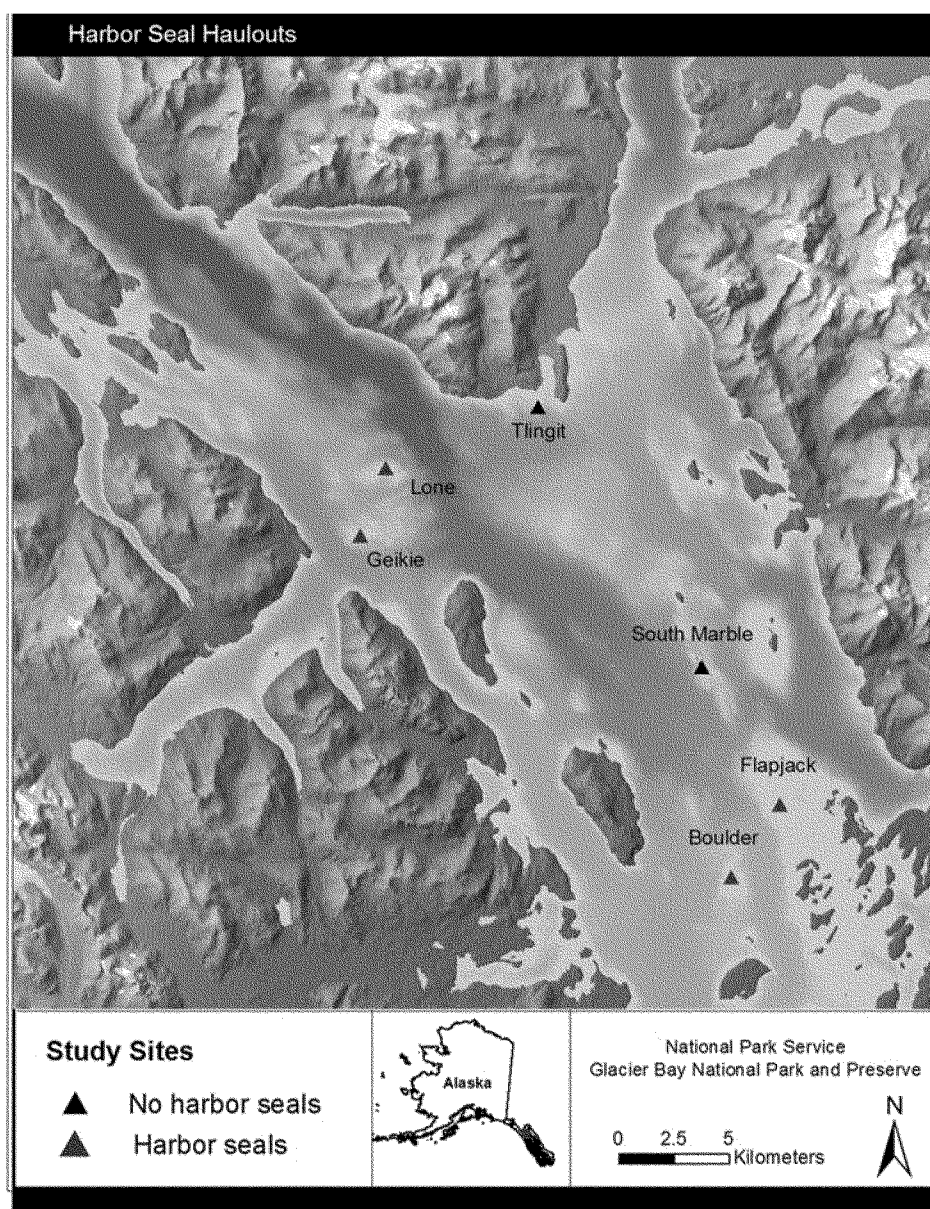 Harbor Seal Haulouts
Tlingit
Lone
Geikie
South Marble
Flapjack
Boulder
Study Sites
No harbor seals
Harbor seals
Alaska
National Park Service
Glacier Bay National Park and Preserve
N
0 2.5 5
Kilometers